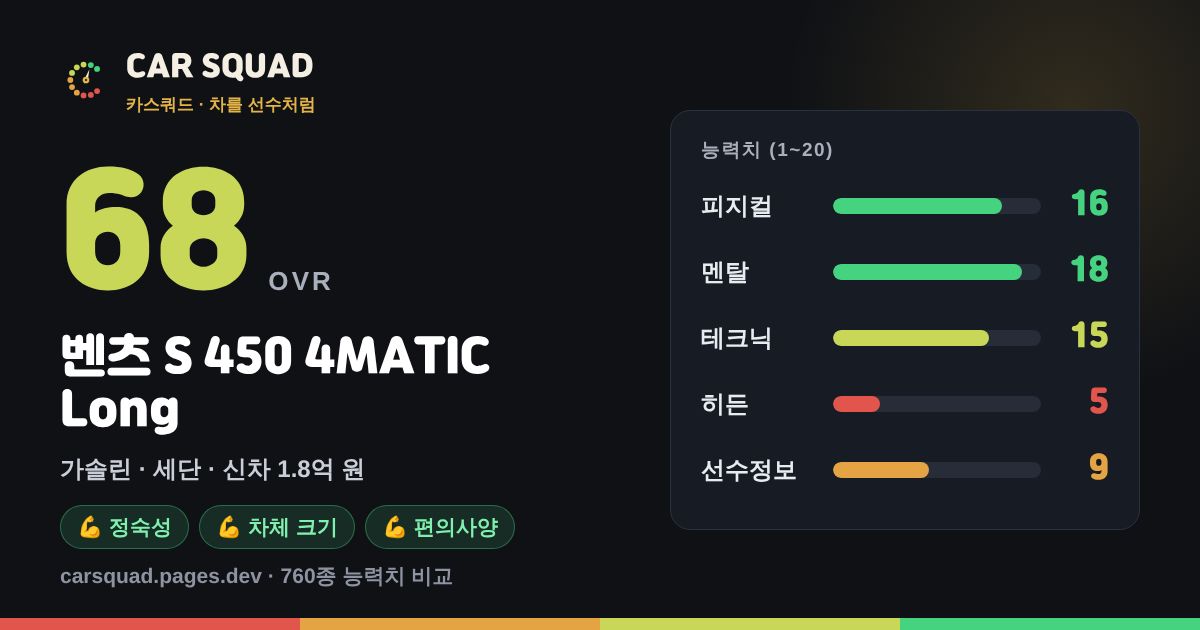 CAR SQUAD
카스쿼드 · 차를 선수처럼
68 OVR
벤츠 S 450 4MATIC
Long
가솔린 · 세단 · 신차 1.8억 원
💪 정숙성 💪 차체 크기 💪 편의사양
carsquad.pages.dev · 760종 능력치 비교
능력치 (1~20)
피지컬 16
멘탈 18
테크닉 15
히든 5
선수정보 9